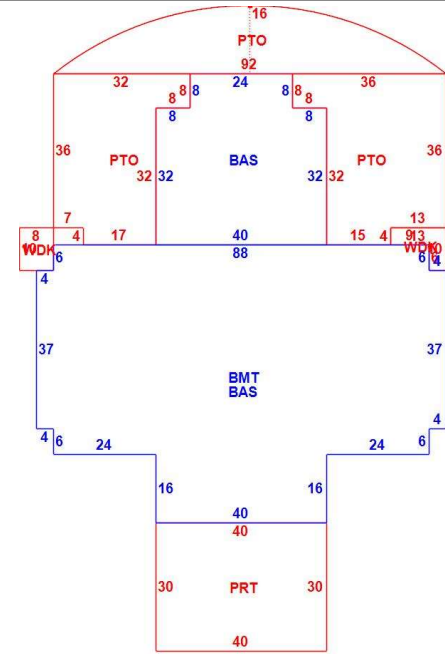 16
PTO
92
32 24 36
8 8 8 8
8 8 8 8
36 PTO BAS PTO 36
32 32 32 32
7 13
8 4 17 40 15 4 9 13
WDK 88 WDK
10 6 6 10
4 4
37 37
BMT
BAS
4 4
6 24 24 6
16 16
40
40
30 PRT 30
40